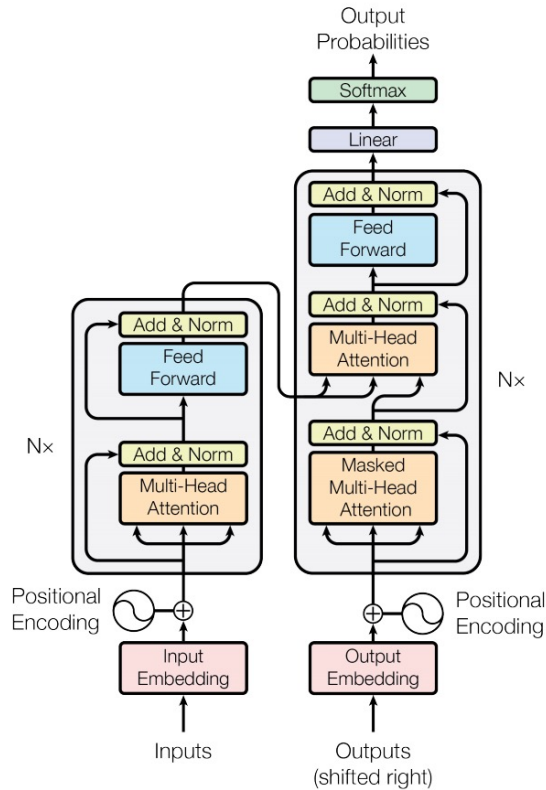 Output
Probabilities
Softmax
Linear
Add & Norm
Feed
Forward
Add & Norm
Multi-Head
Attention
Add & Norm
Masked
Multi-Head
Attention
N×
Add & Norm
Feed
Forward
Add & Norm
Multi-Head
Attention
N×
Positional
Encoding
Positional
Encoding
Input
Embedding
Output
Embedding
Inputs
Outputs
(shifted right)